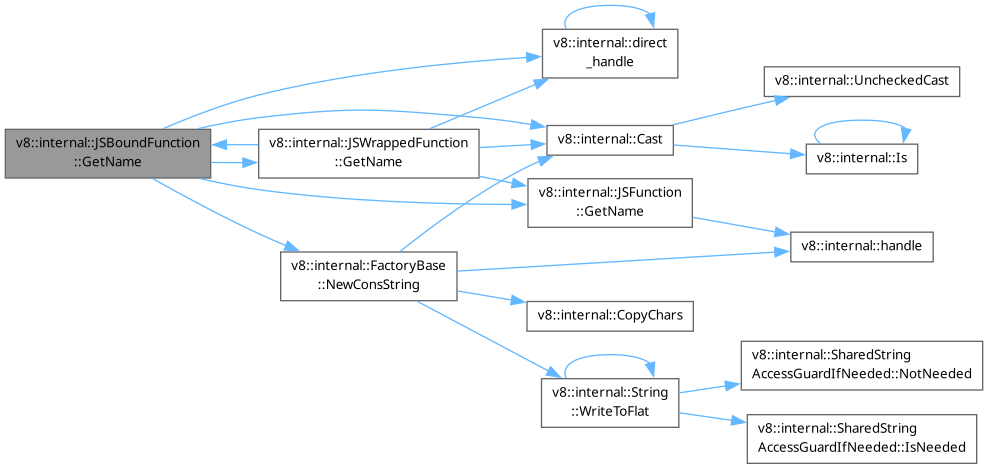 v8::internal::JSBoundFunction
::GetName
v8::internal::JSWrappedFunction
::GetName
v8::internal::FactoryBase
::NewConsString
v8::internal::direct
_handle
v8::internal::Cast
v8::internal::JSFunction
::GetName
v8::internal::CopyChars
v8::internal::String
::WriteToFlat
v8::internal::UncheckedCast
v8::internal::Is
v8::internal::handle
v8::internal::SharedString
AccessGuardIfNeeded::NotNeeded
v8::internal::SharedString
AccessGuardIfNeeded::IsNeeded